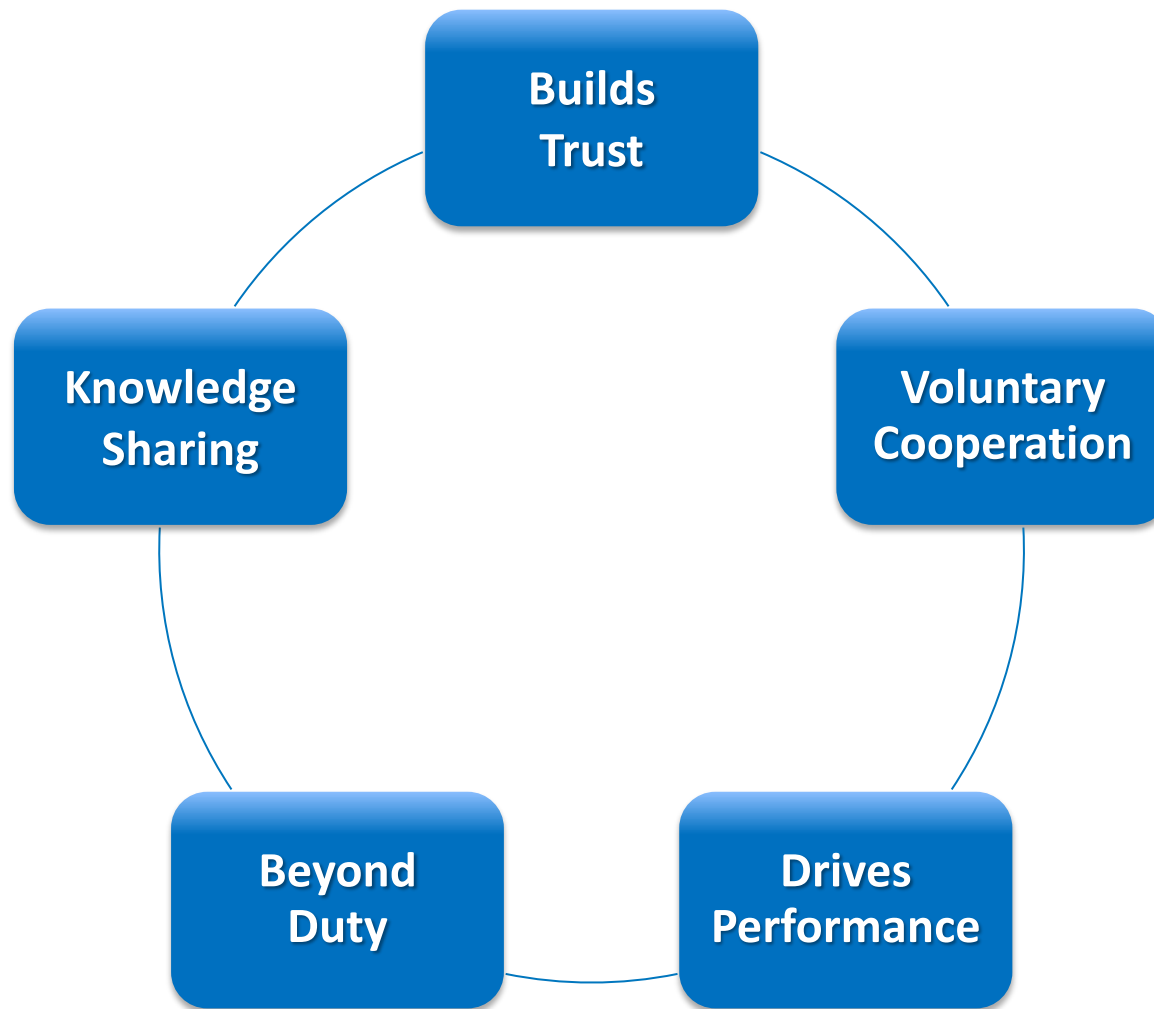 Builds
Trust
Voluntary
Cooperation
Drives
Performance
Beyond
Duty
Knowledge
Sharing